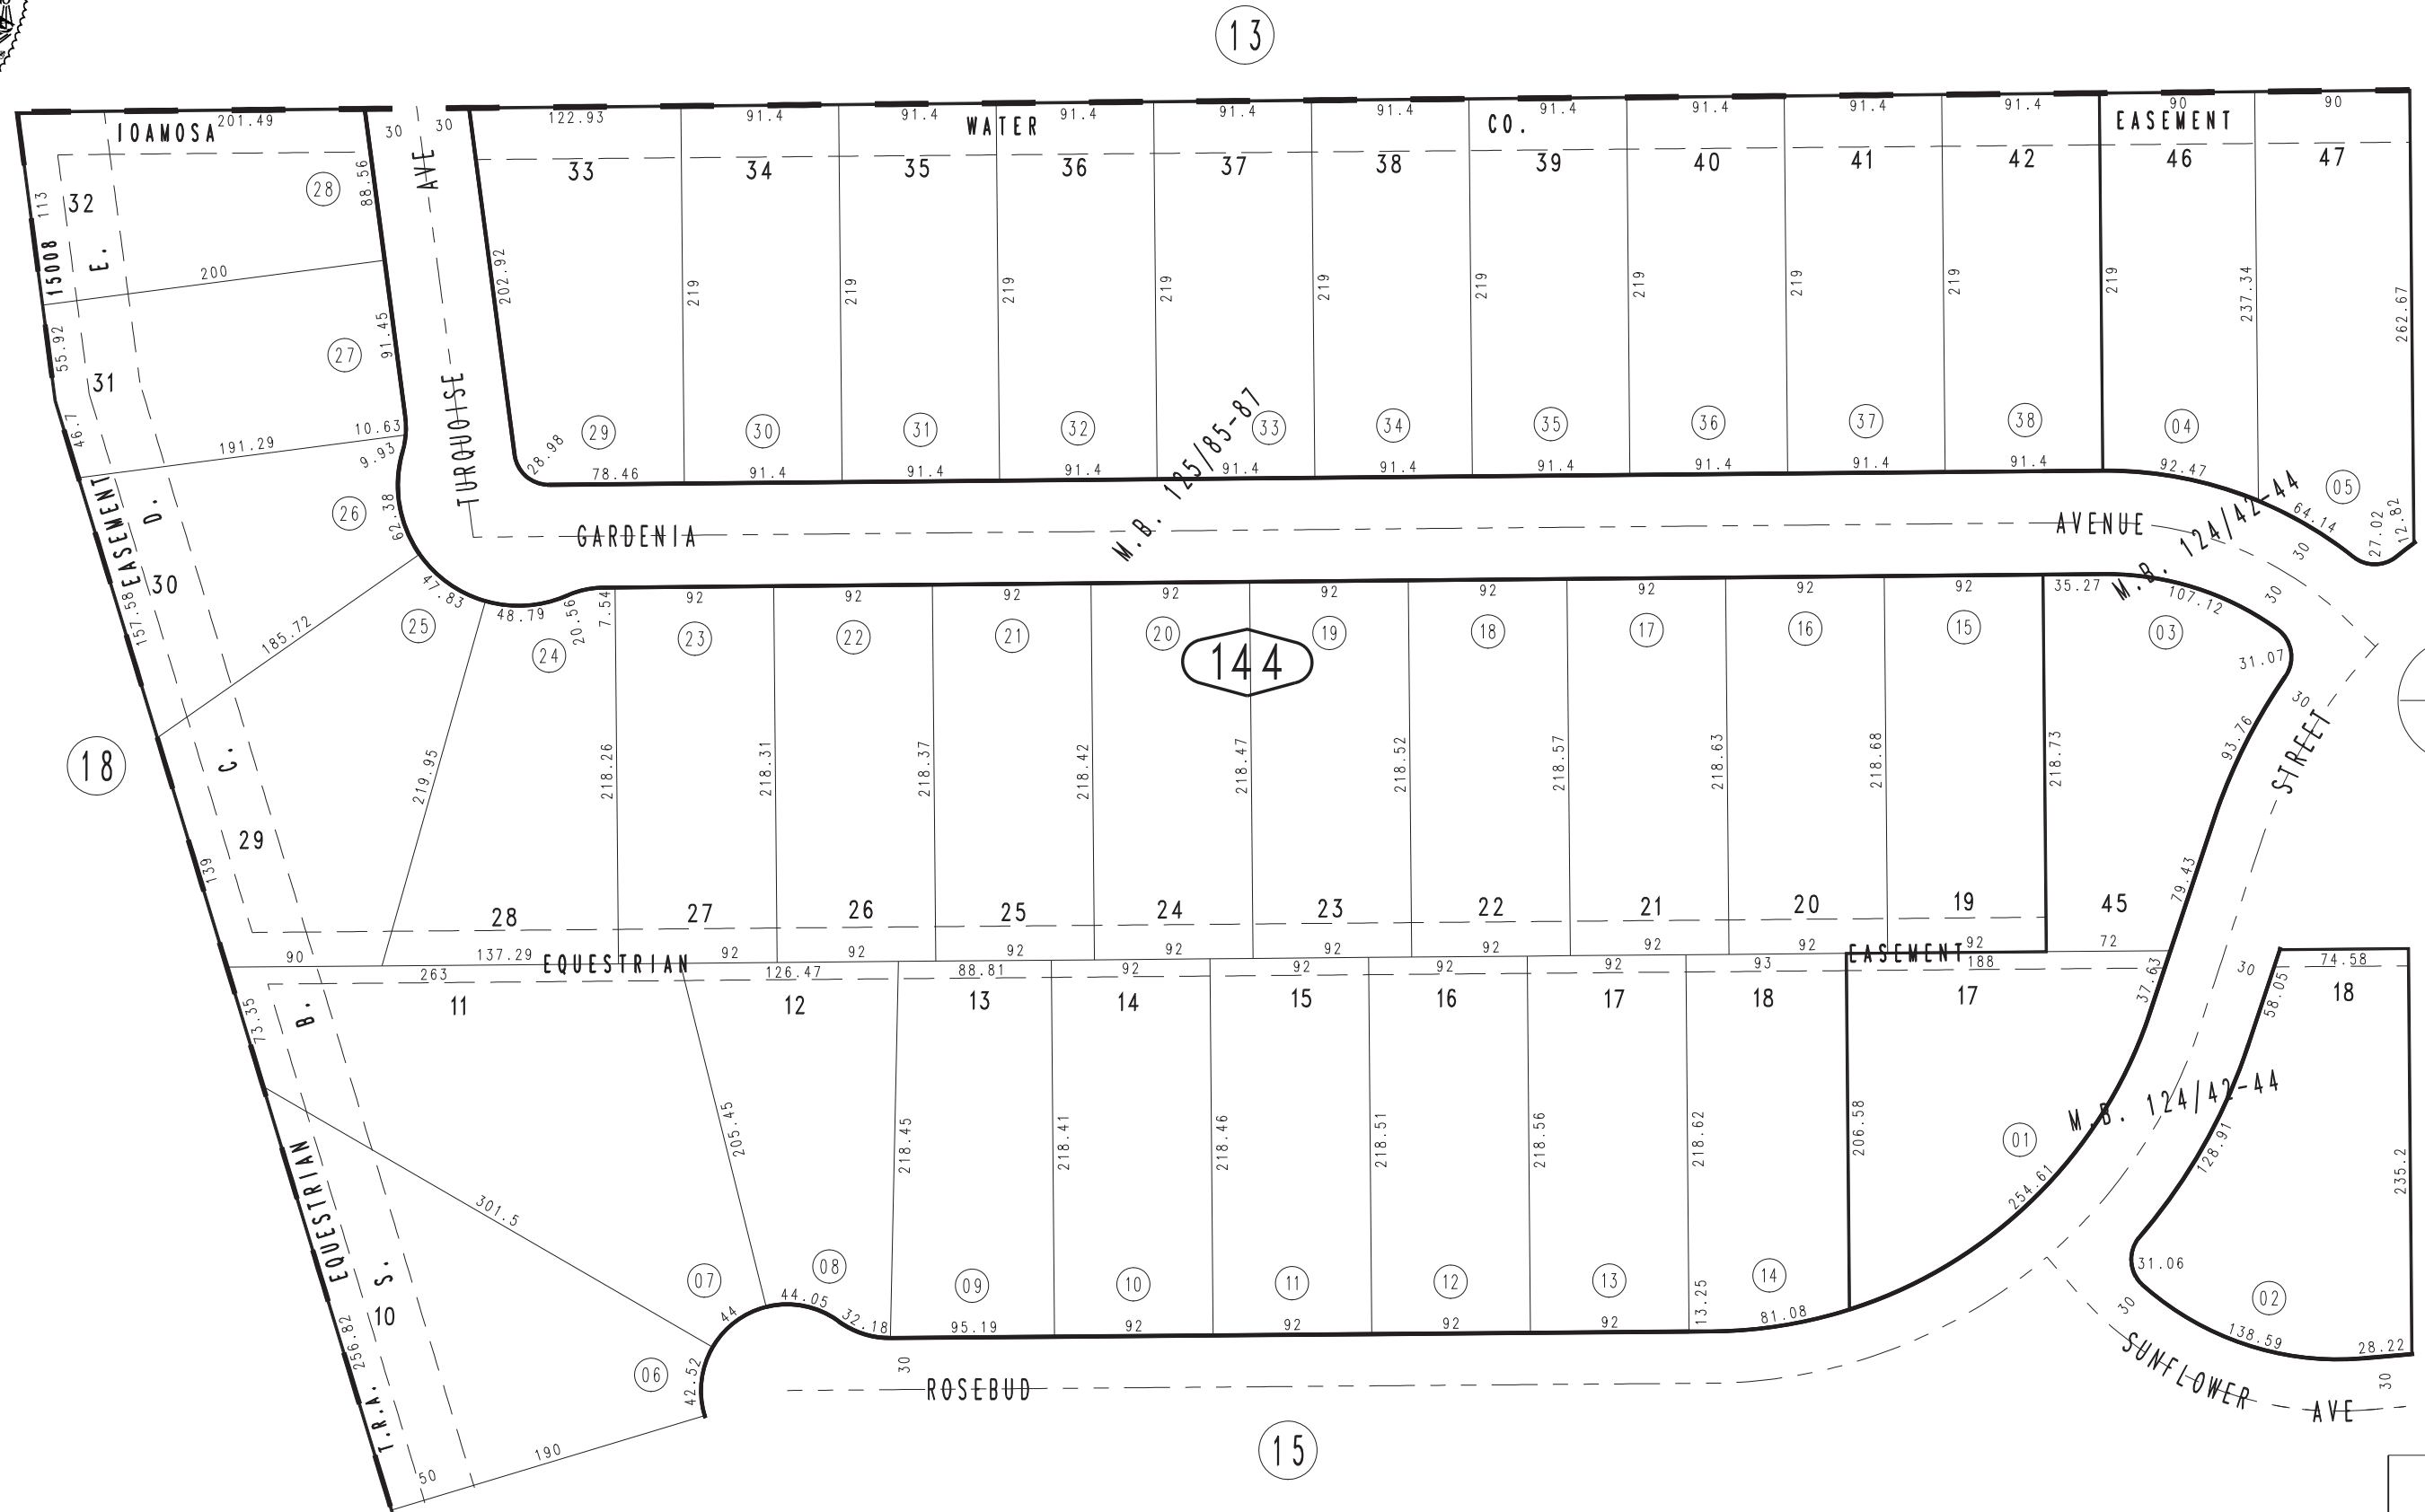 13
IOAMOSA WATER CO. EASEMENT
201.49 30 30 122.93 91.4 91.4 91.4 91.4 91.4 91.4 91.4 91.4 91.4 90 90
33 34 35 36 37 38 39 40 41 42 46 47
32 28 88.56 AVE
113 E.
15008
200
202.92 219 219 219 219 219 219 219 219 219 219 237.34 262.67
55.92 31 27 91.45
TURQUOISE
46.7 191.29 10.63
9.93
28.98
29 30 31 32 33 34 35 36 37 38 04
78.46 91.4 91.4 91.4 91.4 91.4 91.4 91.4 91.4 91.4 92.47
M.B. 125/85-87
05
64.14 27.02 12.82
M.B. 124/42-44
EASEMENT D.
26 62.38
GARDENIA AVENUE
30
157.58 30
185.72 25 47.83 48.79 24 20.56 7.54
92 92 92 92 92 92 92 92 92 35.27 107.12 30
23 22 21 20 19 18 17 16 15 03
31.07
144
30
18
C.
219.95 218.26 218.31 218.37 218.42 218.47 218.52 218.57 218.63 218.68 218.73 93.76
STREET
139 29
79.43
28 27 26 25 24 23 22 21 20 19 45
90 137.29 92 92 92 92 92 92 92 92 92 72
EQUESTRIAN EASEMENT
263 126.47 88.81 92 92 92 92 93 188 37.63 30 74.58
11 12 13 14 15 16 17 18 17 18
73.35 B.
58.05
205.45 218.45 218.41 218.46 218.51 218.56 218.62 206.58 01
M.B. 124/42-44
128.91 235.2
254.61
301.5
EQUESTRIAN S.
10
07 08 09 10 11 12 13 14
31.06 02
44 44.05 32.18 95.19 92 92 92 92 13.25 81.08
30 138.59 28.22
06 42.52
256.82
T.R.A.
30
ROSEBUD
SUNFLOWER AVE
30
190
50
15